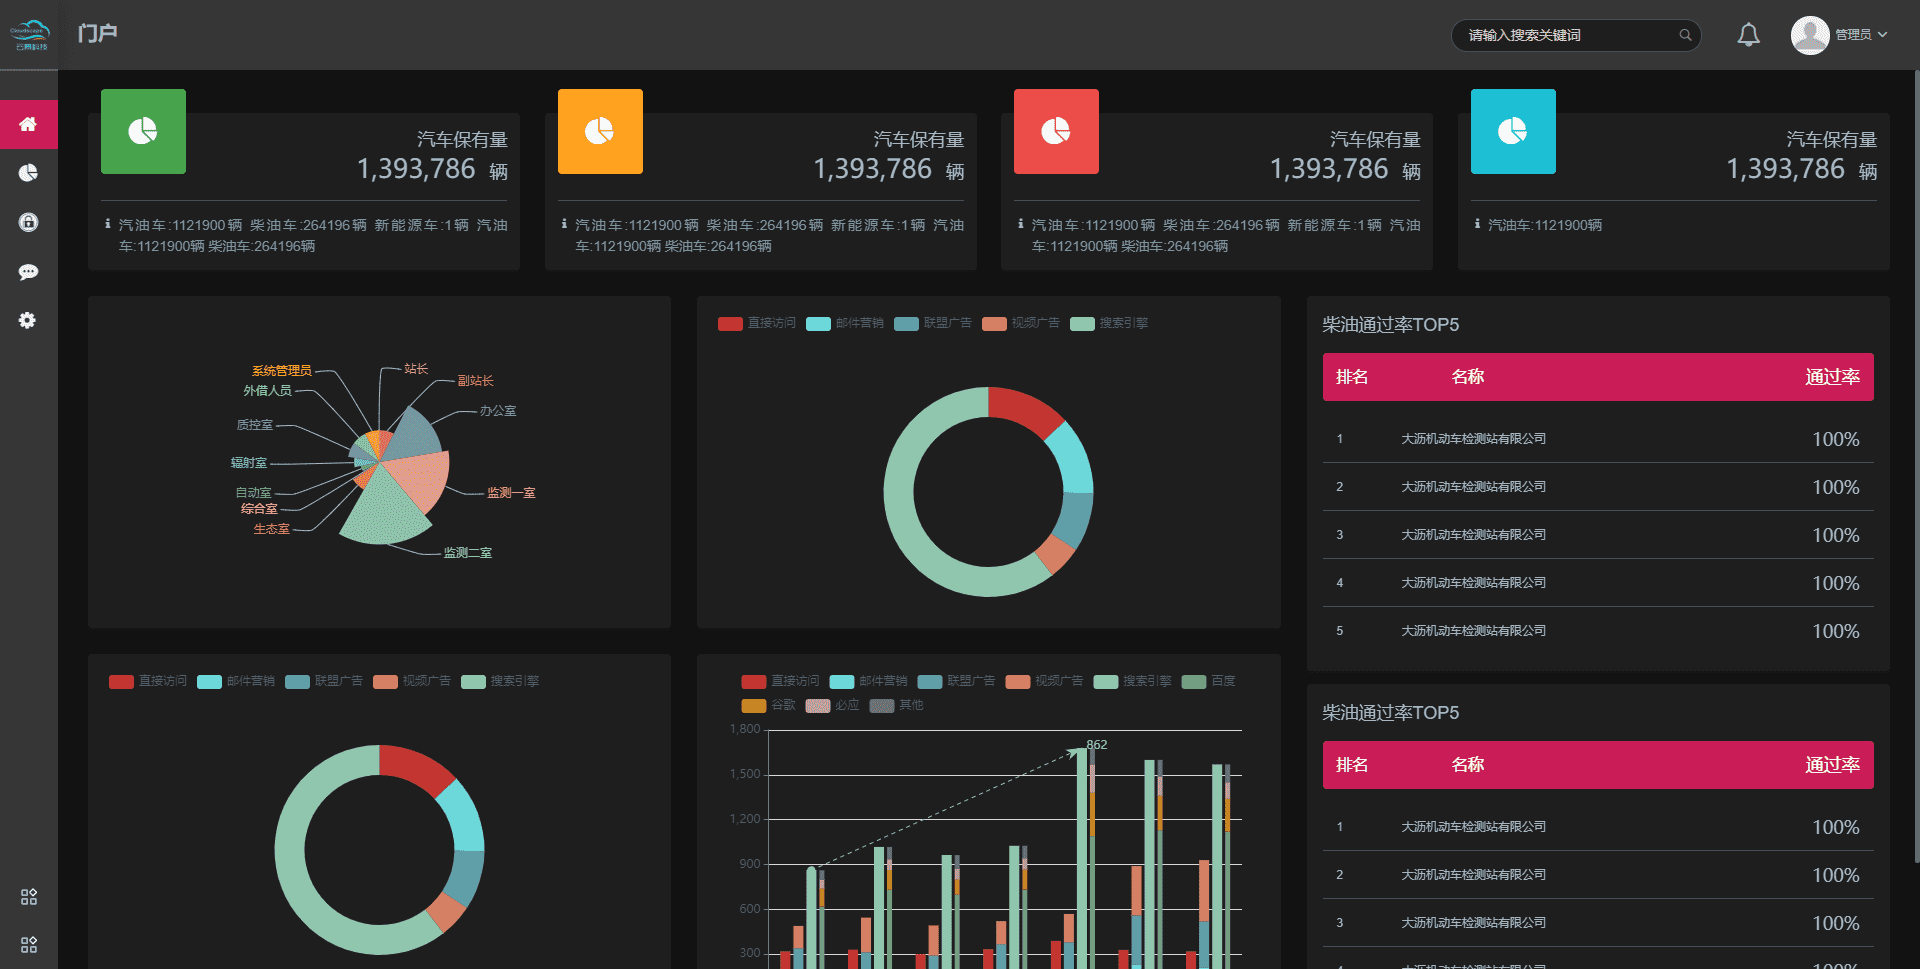 Cloudscape
云网科技
门户
请输入搜索关键词
管理员
汽车保有量
1,393,786 辆
汽油车:1121900辆 柴油车:264196辆 新能源车:1辆 汽油
车:1121900辆 柴油车:264196辆
汽车保有量
1,393,786 辆
汽油车:1121900辆 柴油车:264196辆 新能源车:1辆 汽油
车:1121900辆 柴油车:264196辆
汽车保有量
1,393,786 辆
汽油车:1121900辆 柴油车:264196辆 新能源车:1辆 汽油
车:1121900辆 柴油车:264196辆
汽车保有量
1,393,786 辆
汽油车:1121900辆
系统管理员
站长
外借人员
副站长
办公室
质控室
辐射室
自动室
监测一室
综合室
生态室
监测二室
直接访问 邮件营销 联盟广告 视频广告 搜索引擎
柴油通过率TOP5
排名 名称 通过率
1 大沥机动车检测站有限公司 100%
2 大沥机动车检测站有限公司 100%
3 大沥机动车检测站有限公司 100%
4 大沥机动车检测站有限公司 100%
5 大沥机动车检测站有限公司 100%
直接访问 邮件营销 联盟广告 视频广告 搜索引擎
直接访问 邮件营销 联盟广告 视频广告 搜索引擎 百度
谷歌 必应 其他
1,800
862
1,500
1,200
900
600
300
柴油通过率TOP5
排名 名称 通过率
1 大沥机动车检测站有限公司 100%
2 大沥机动车检测站有限公司 100%
3 大沥机动车检测站有限公司 100%